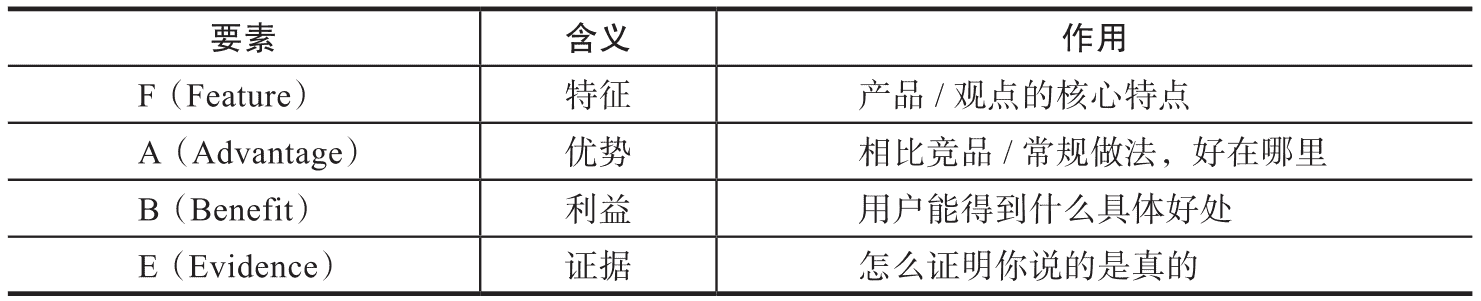 要素 含义 作用
F（Feature） 特征 产品 / 观点的核心特点
A（Advantage） 优势 相比竞品 / 常规做法，好在哪里
B（Benefit） 利益 用户能得到什么具体好处
E（Evidence） 证据 怎么证明你说的是真的